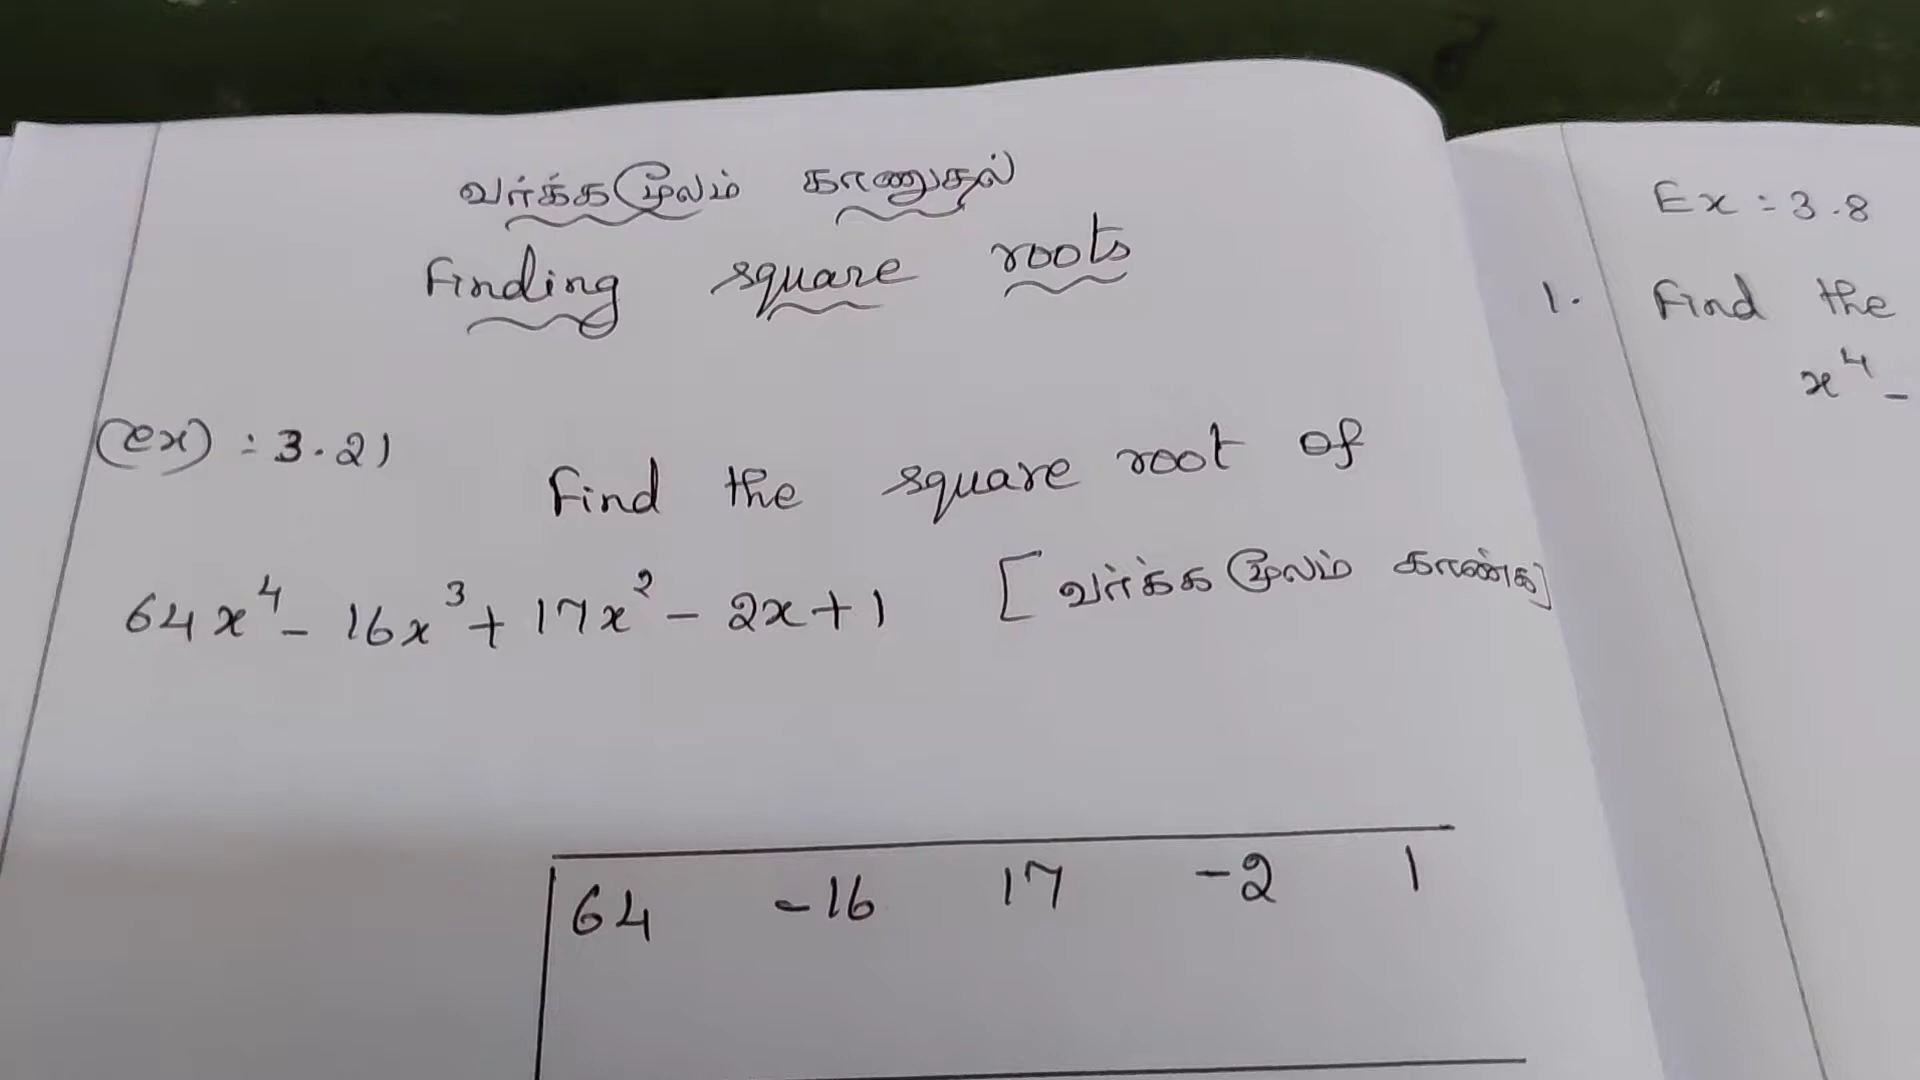 வர்க்கமூலம் காணுதல்
Finding square roots
(ex) : 3.21 Find the square root of
64x⁴ - 16x³ + 17x² - 2x + 1 [வர்க்க மூலம் காண்க]
64 -16 17 -2 1
Ex : 3.8
1. Find the
x⁴ -